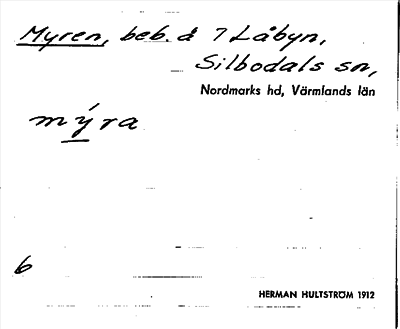 Myren, beb. å 7 Låbyn,
Silbodals sn,
Nordmarks hd, Värmlands län
mýra
6
HERMAN HULTSTRÖM 1912